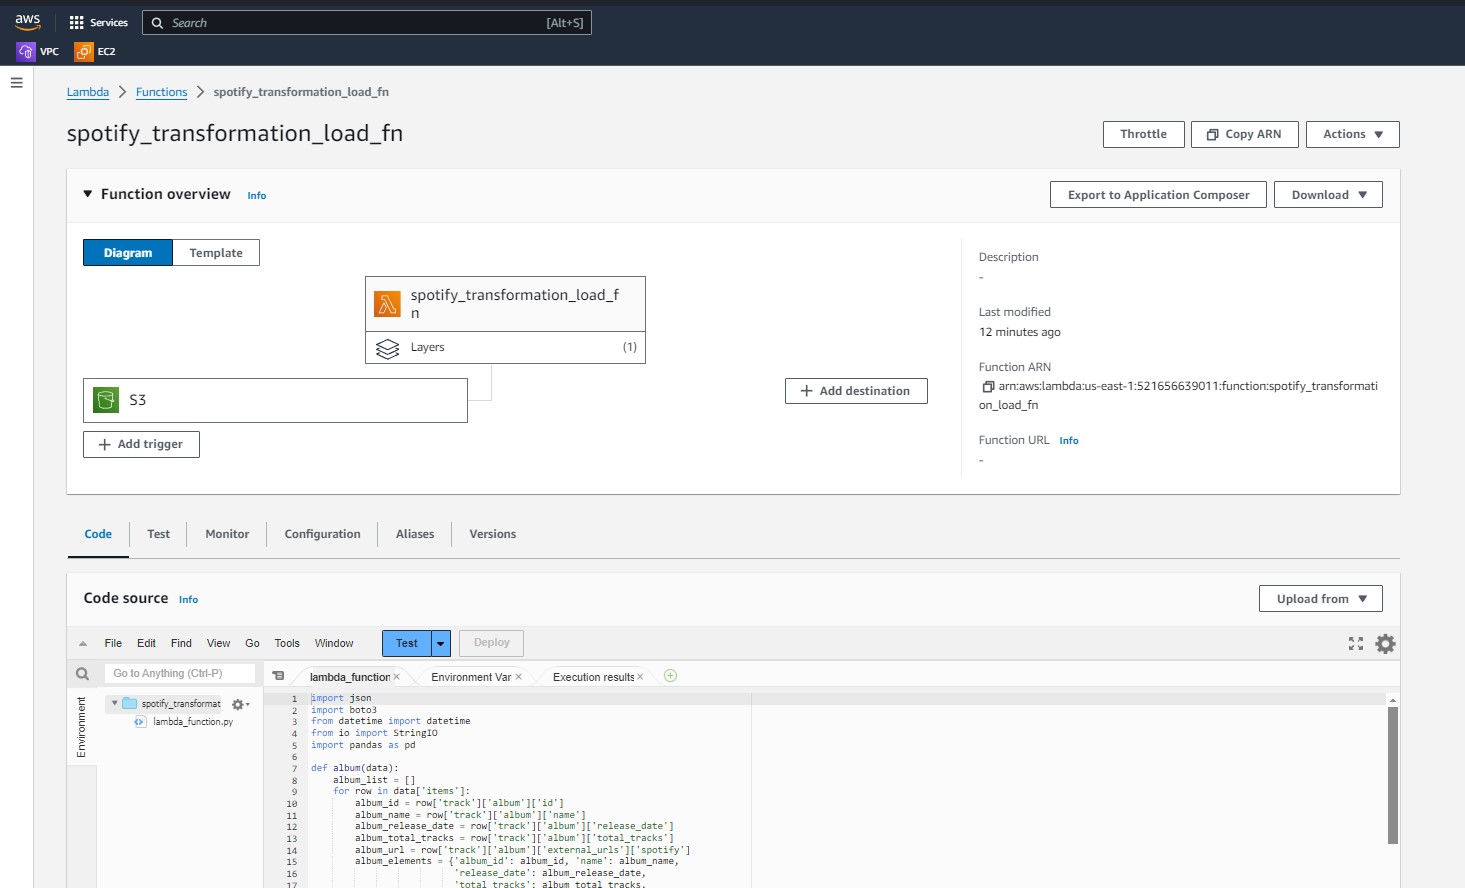 aws
Services
Search
[Alt+S]
VPC
EC2
Lambda
Functions
spotify_transformation_load_fn
spotify_transformation_load_fn
Throttle
Copy ARN
Actions
Function overview
Info
Export to Application Composer
Download
Diagram
Template
spotify_transformation_load_f
n
Layers
(1)
S3
Add trigger
Add destination
Description
-
Last modified
12 minutes ago
Function ARN
arn:aws:lambda:us-east-1:521656639011:function:spotify_transformati
on_load_fn
Function URL Info
-
Code
Test
Monitor
Configuration
Aliases
Versions
Code source
Info
Upload from
File
Edit
Find
View
Go
Tools
Window
Test
Deploy
Go to Anything (Ctrl-P)
lambda_function
Environment Var
Execution results
Environment
spotify_transformat
lambda_function.py
1 import json
2 import boto3
3 from datetime import datetime
4 from io import StringIO
5 import pandas as pd
6
7 def album(data):
8 album_list = []
9 for row in data['items']:
10 album_id = row['track']['album']['id']
11 album_name = row['track']['album']['name']
12 album_release_date = row['track']['album']['release_date']
13 album_total_tracks = row['track']['album']['total_tracks']
14 album_url = row['track']['album']['external_urls']['spotify']
15 album_elements = {'album_id': album_id, 'name': album_name,
16 'release_date': album_release_date,
17 'total_tracks': album_total_tracks,